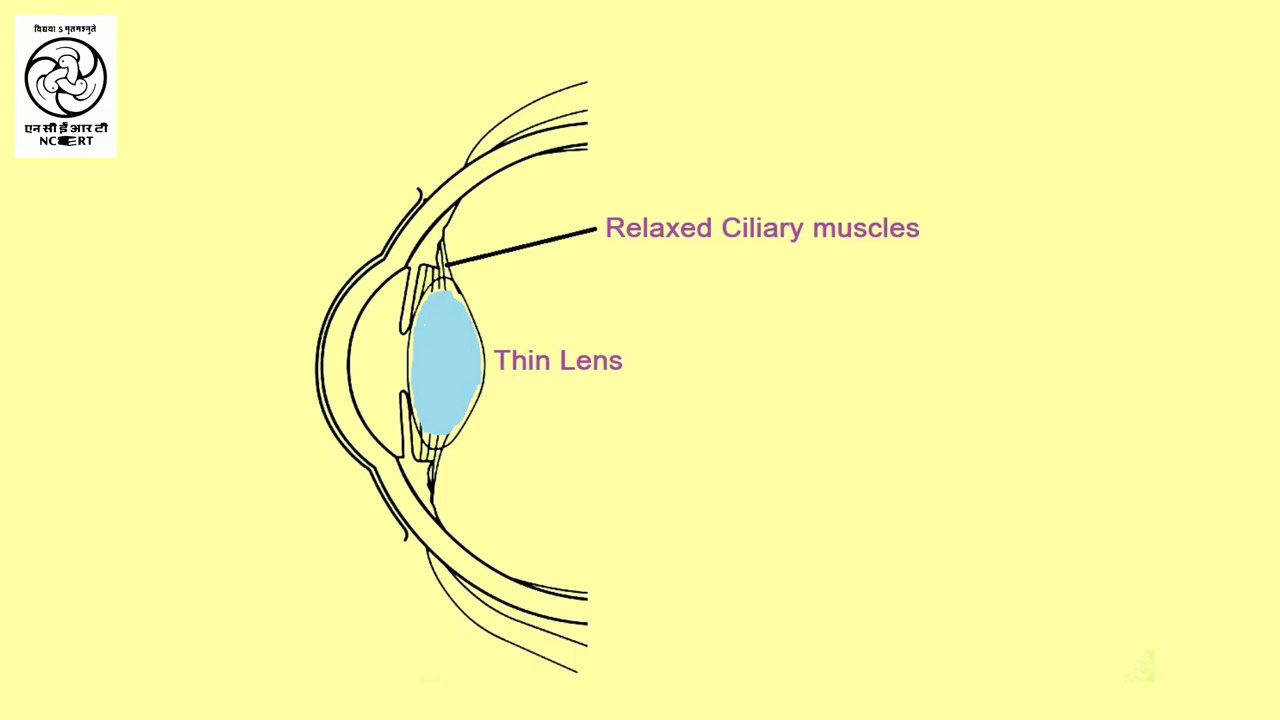 विद्यया ऽ मृतमश्नुते
एन सी ई आर टी
NCERT
Relaxed Ciliary muscles
Thin Lens